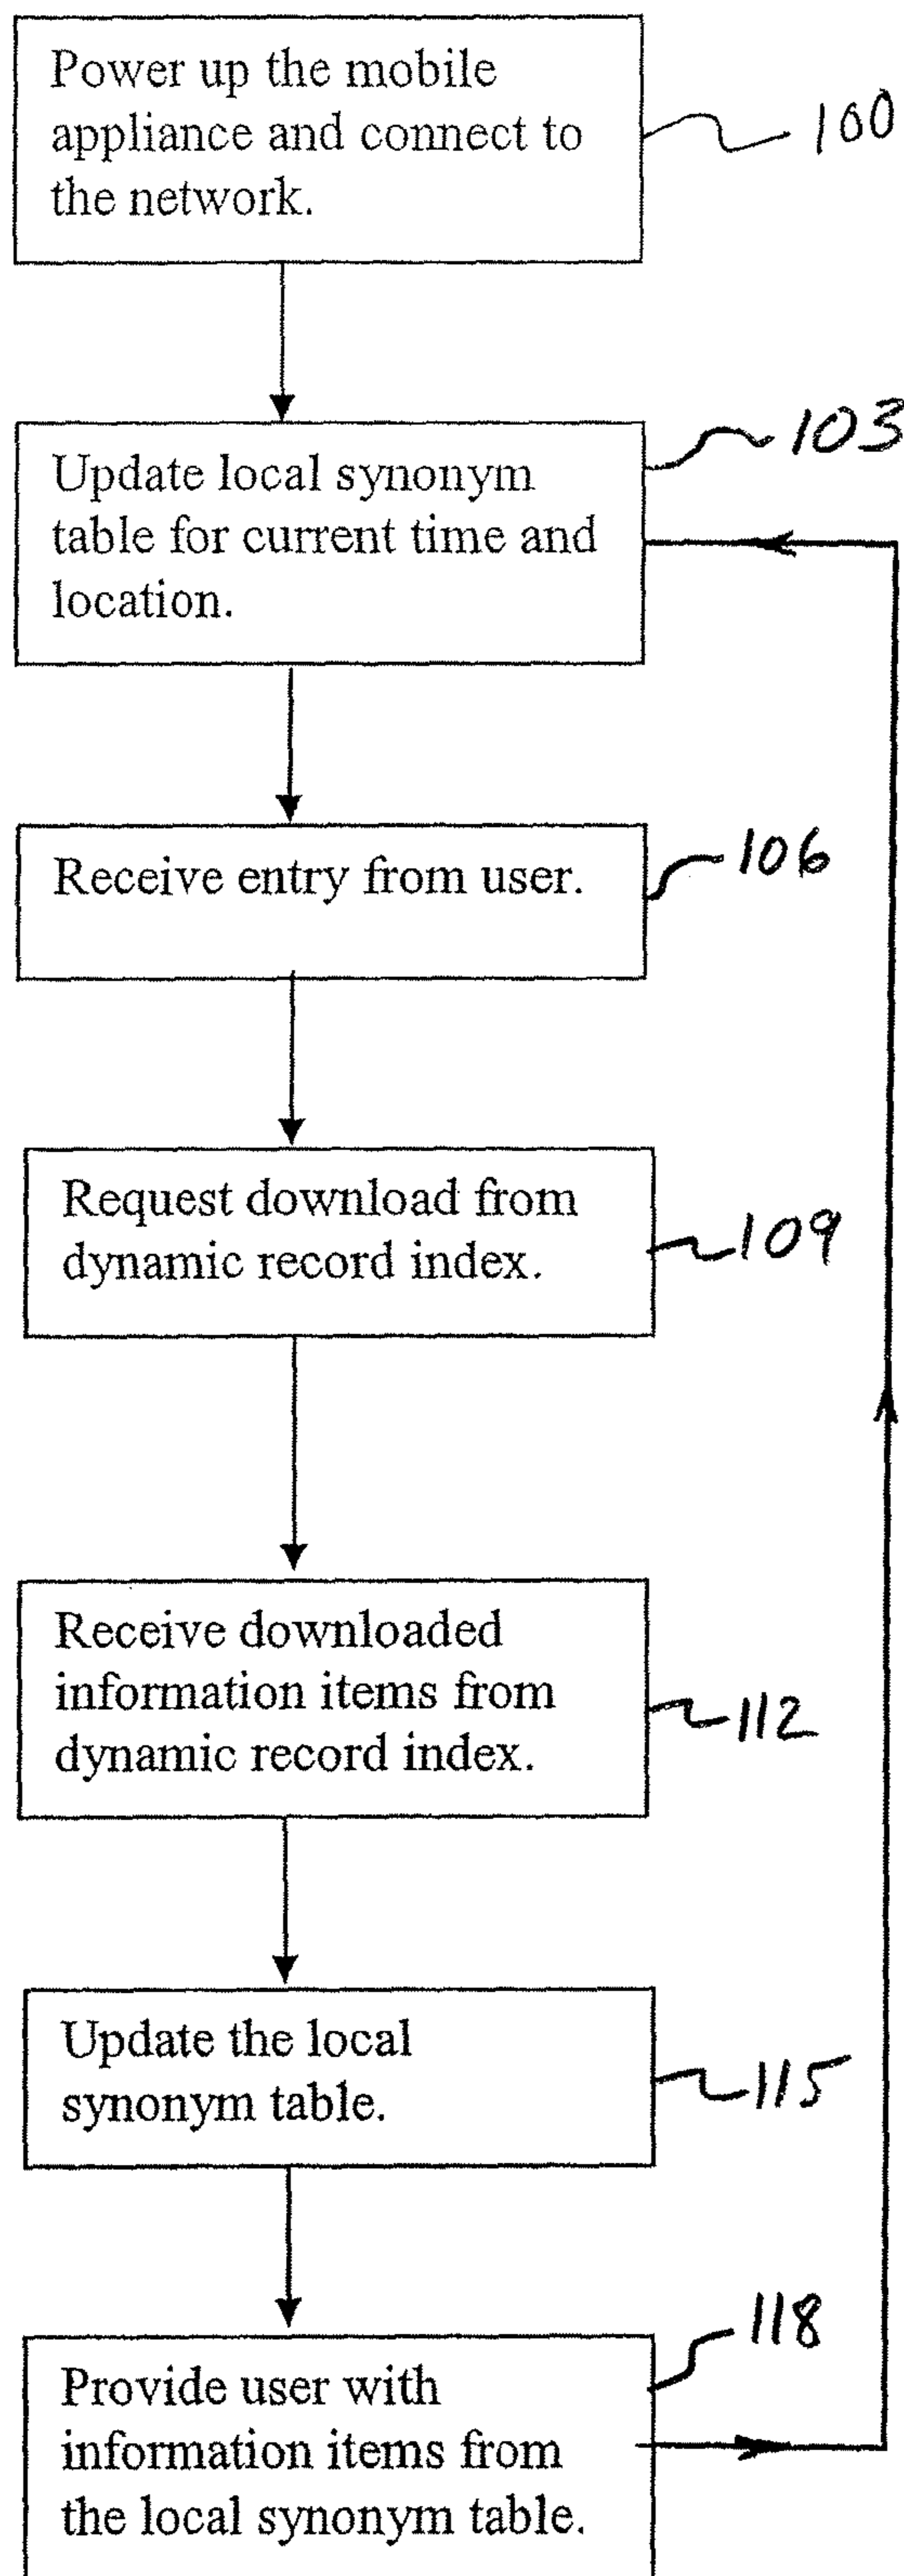 Power up the mobile
appliance and connect to
the network.
100
Update local synonym
table for current time and
location.
103
Receive entry from user.
106
Request download from
dynamic record index.
109
Receive downloaded
information items from
dynamic record index.
112
Update the local
synonym table.
115
Provide user with
information items from
the local synonym table.
118